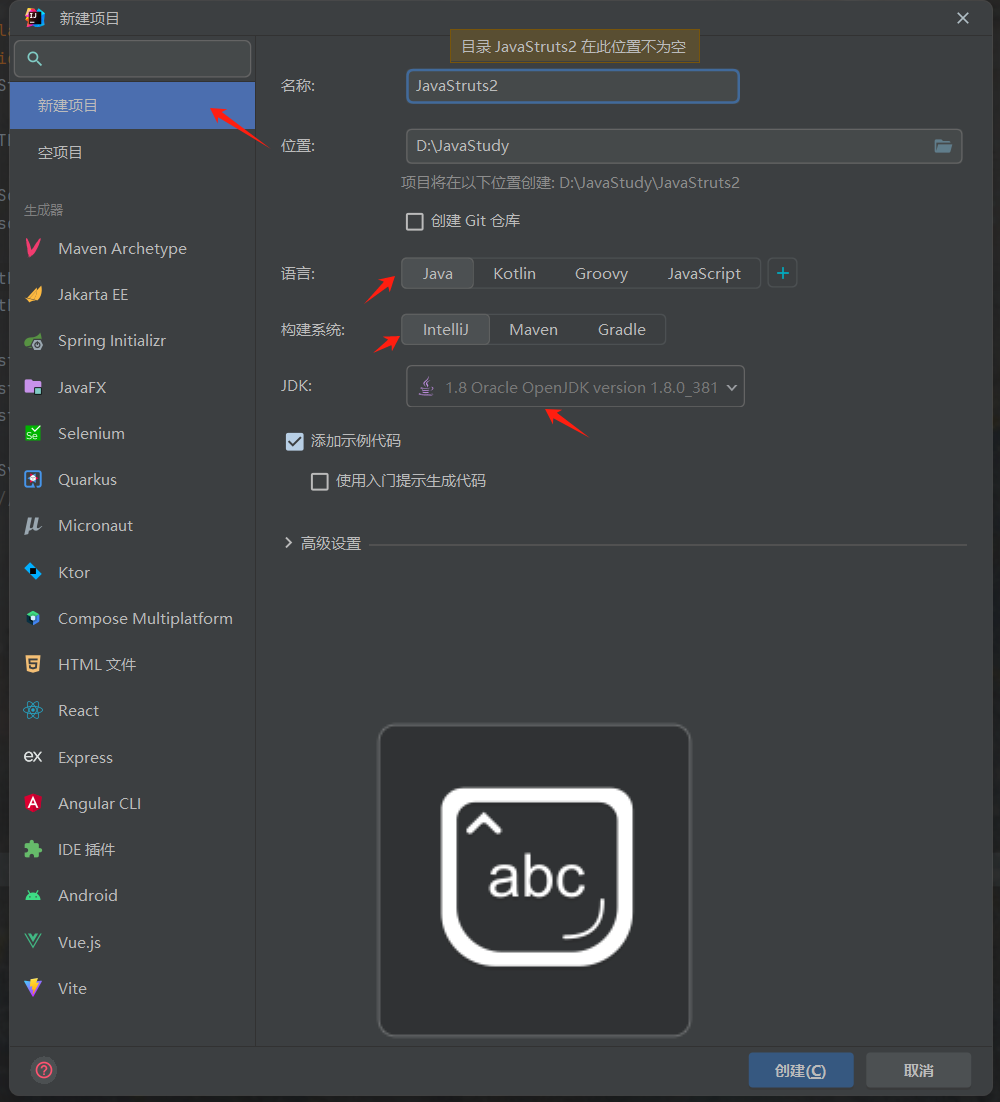 新建项目
目录 JavaStruts2 在此位置不为空
名称:
JavaStruts2
新建项目
空项目
位置:
D:\JavaStudy
项目将在以下位置创建: D:\JavaStudy\JavaStruts2
创建 Git 仓库
生成器
Maven Archetype
Jakarta EE
Spring Initializr
JavaFX
Selenium
Quarkus
Micronaut
Ktor
Compose Multiplatform
HTML 文件
React
Express
Angular CLI
IDE 插件
Android
Vue.js
Vite
语言:
Java Kotlin Groovy JavaScript +
构建系统:
IntelliJ Maven Gradle
JDK:
1.8 Oracle OpenJDK version 1.8.0_381
添加示例代码
使用入门提示生成代码
高级设置
abc
?
创建(C)
取消